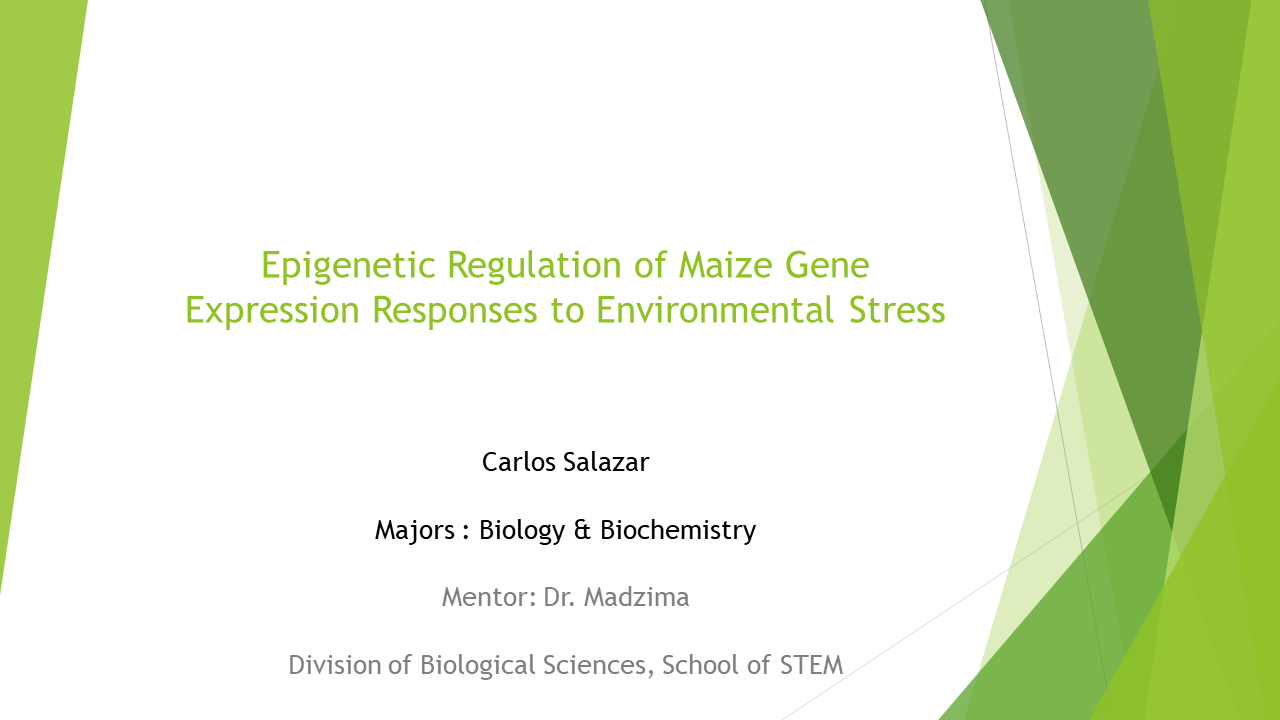 Epigenetic Regulation of Maize Gene
Expression Responses to Environmental Stress
Carlos Salazar
Majors : Biology & Biochemistry
Mentor: Dr. Madzima
Division of Biological Sciences, School of STEM